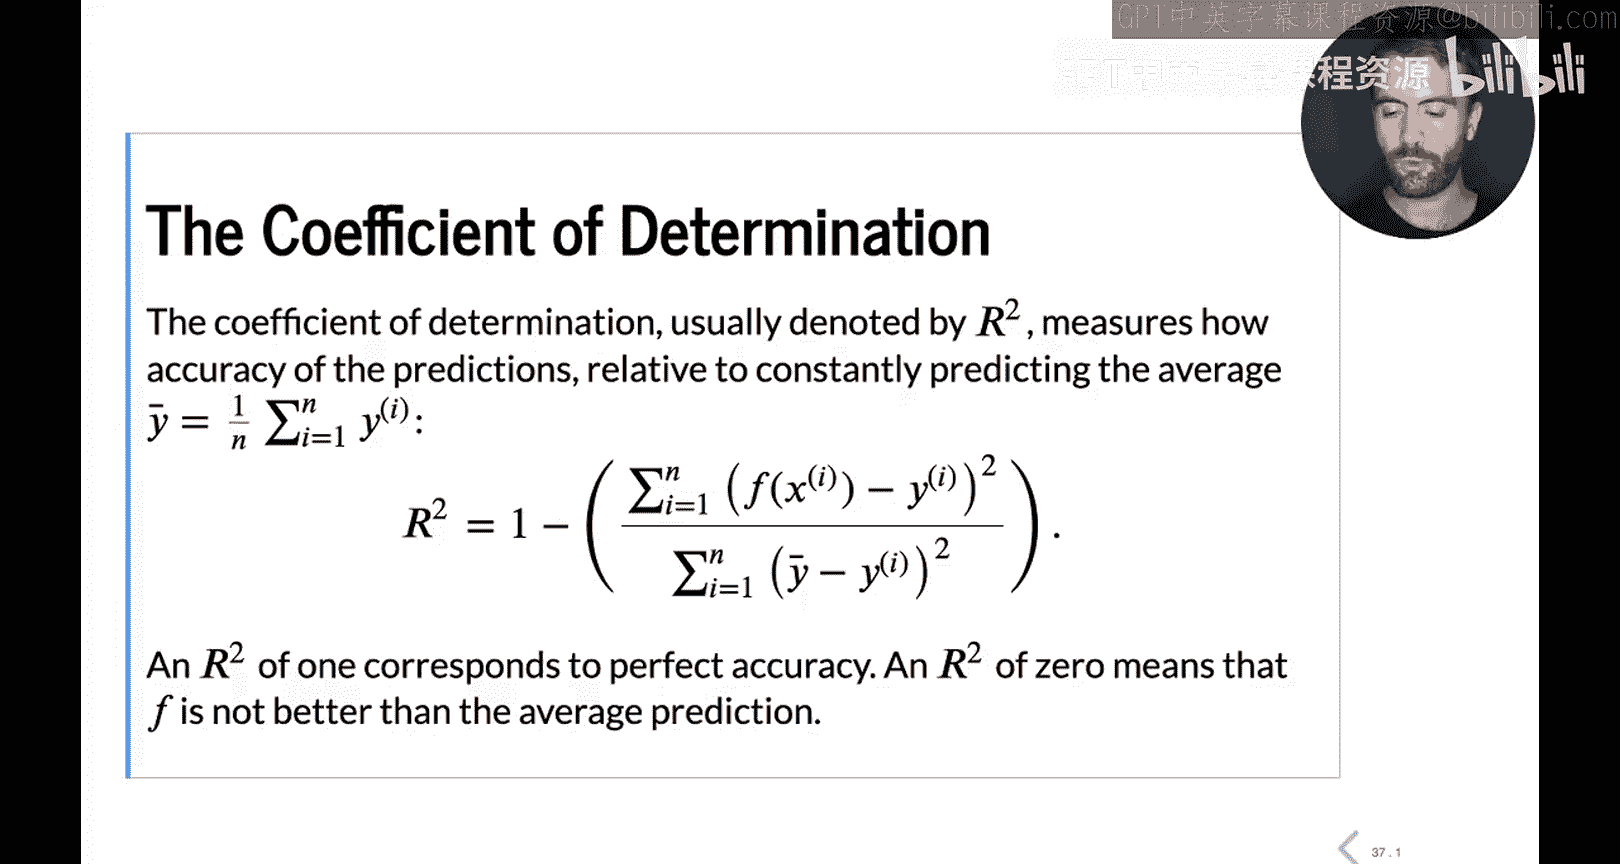 GPT中英字幕课程资源@bilibili.com
程资源 bilibili
The Coefficient of Determination
The coefficient of determination, usually denoted by R², measures how
accuracy of the predictions, relative to constantly predicting the average
ȳ = 1/n ∑ⁿᵢ₌₁ y⁽ⁱ⁾:
R² = 1 − ( ∑ⁿᵢ₌₁ (f(x⁽ⁱ⁾) − y⁽ⁱ⁾)² / ∑ⁿᵢ₌₁ (ȳ − y⁽ⁱ⁾)² ).
An R² of one corresponds to perfect accuracy. An R² of zero means that
f is not better than the average prediction.
37.1